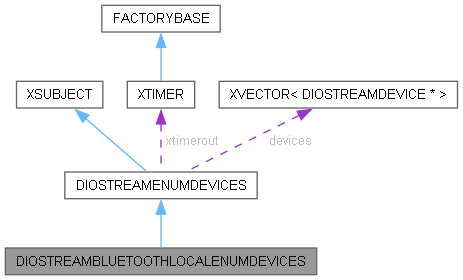 FACTORYBASE
XSUBJECT
XTIMER
XVECTOR< DIOSTREAMDEVICE * >
xtimerout
devices
DIOSTREAMENUMDEVICES
DIOSTREAMBLUETOOTHLOCALENUMDEVICES